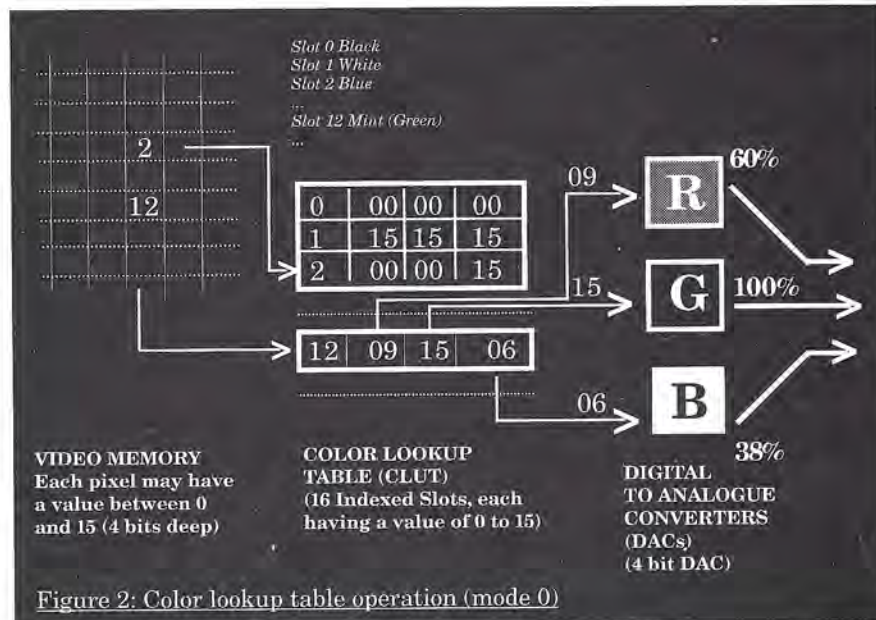 Slot 0 Black
Slot 1 White
Slot 2 Blue
...
Slot 12 Mint (Green)
...
2
12
0 00 00 00
1 15 15 15
2 00 00 15
12 09 15 06
09
15
06
R
G
B
60%
100%
38%
VIDEO MEMORY
Each pixel may have
a value between 0
and 15 (4 bits deep)
COLOR LOOKUP
TABLE (CLUT)
(16 Indexed Slots, each
having a value of 0 to 15)
DIGITAL
TO ANALOGUE
CONVERTERS
(DACs)
(4 bit DAC)
Figure 2: Color lookup table operation (mode 0)